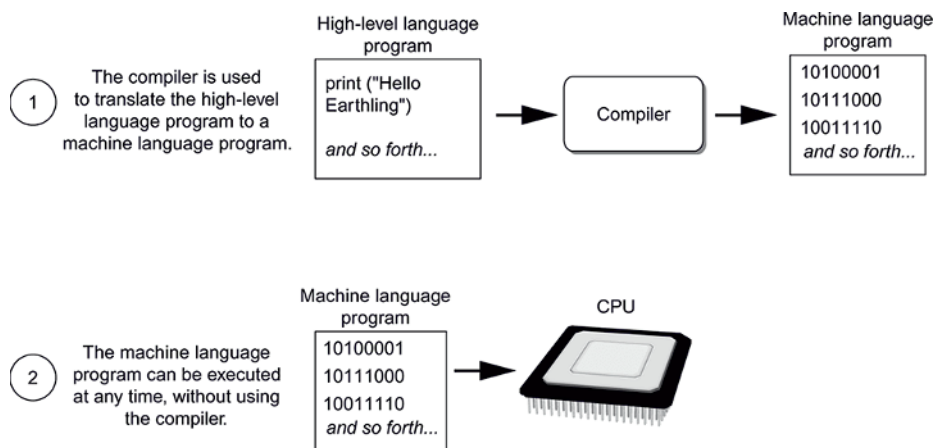 High-level language
program
Machine language
program
1
The compiler is used
to translate the high-level
language program to a
machine language program.
print ("Hello
Earthling")
and so forth...
Compiler
10100001
10111000
10011110
and so forth...
2
The machine language
program can be executed
at any time, without using
the compiler.
Machine language
program
10100001
10111000
10011110
and so forth...
CPU